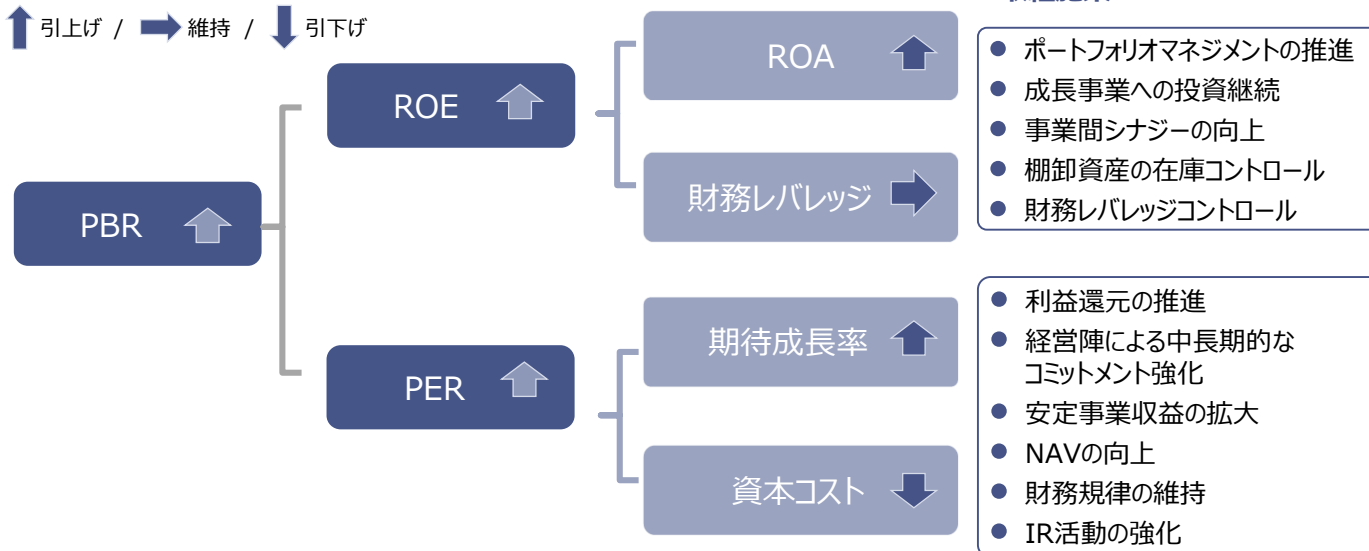 引上げ / 維持 / 引下げ
PBR
ROE
PER
ROA
財務レバレッジ
期待成長率
資本コスト
● ポートフォリオマネジメントの推進
● 成長事業への投資継続
● 事業間シナジーの向上
● 棚卸資産の在庫コントロール
● 財務レバレッジコントロール
● 利益還元の推進
● 経営陣による中長期的な
コミットメント強化
● 安定事業収益の拡大
● NAVの向上
● 財務規律の維持
● IR活動の強化